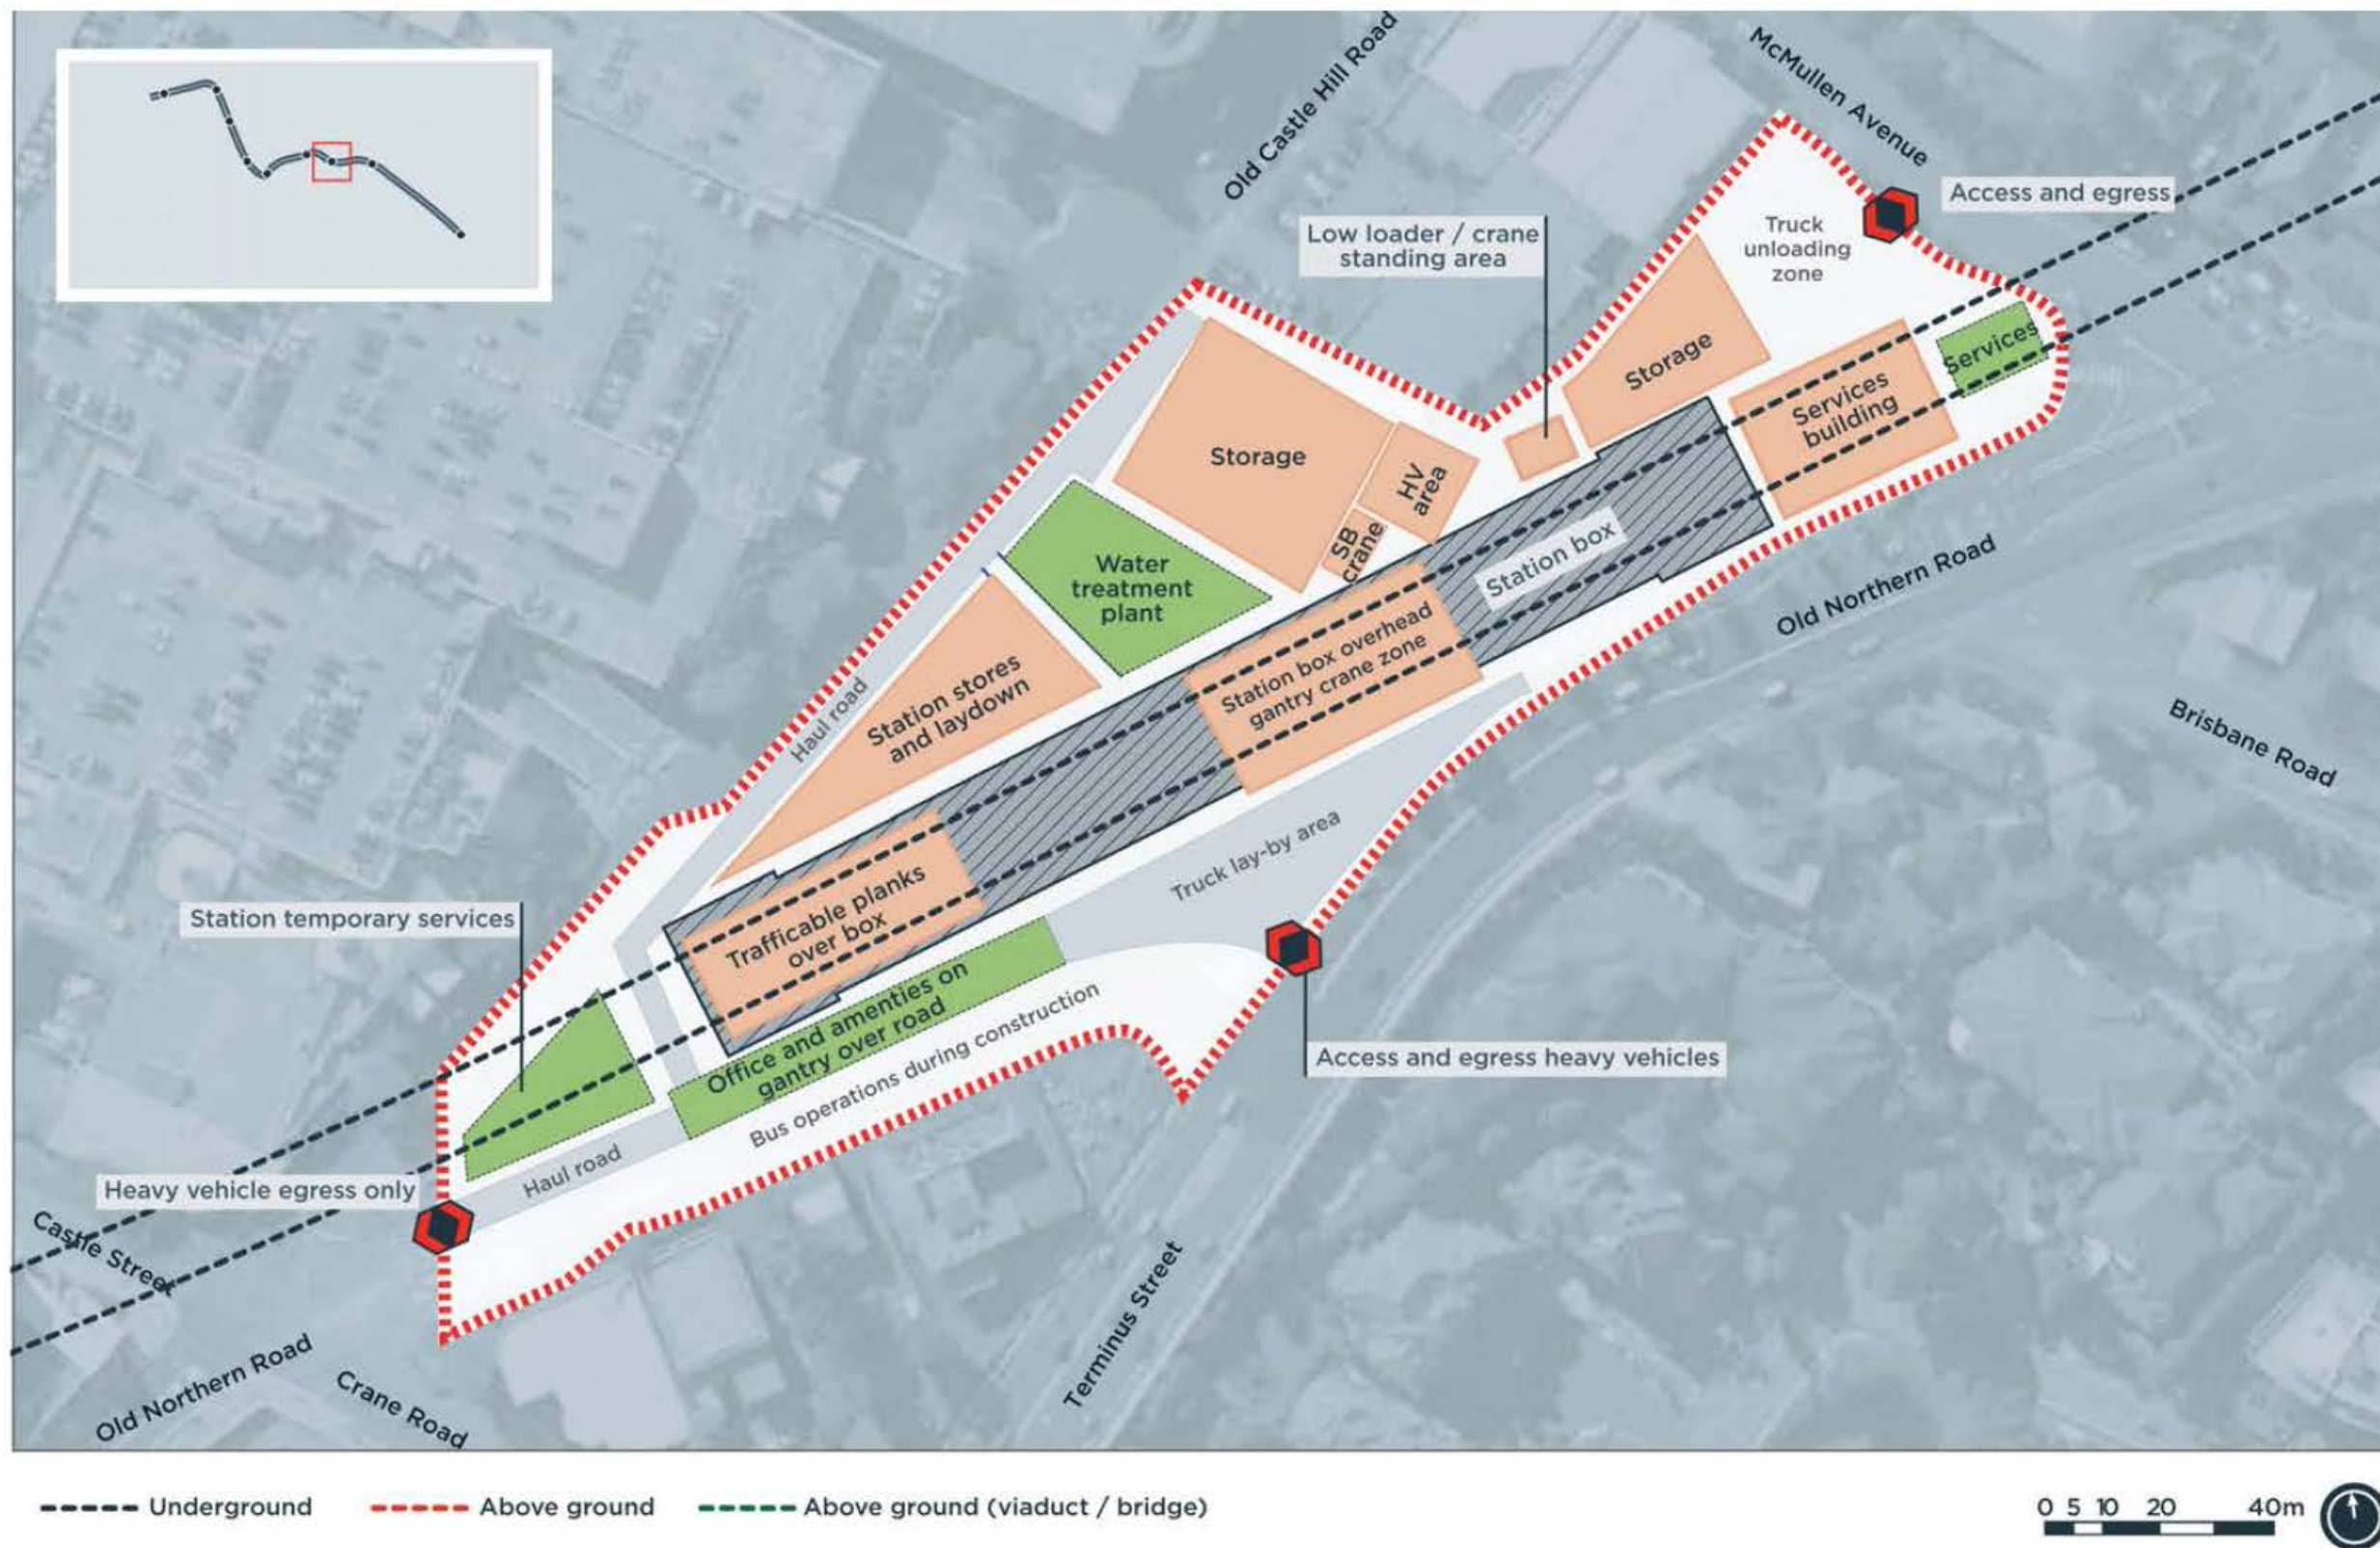 Old Castle Hill Road
McMullen Avenue
Access and egress
Truck
unloading
zone
Low loader / crane
standing area
Storage
Services
Services
building
Storage
HV
area
SB
crane
Station box
Water
treatment
plant
Old Northern Road
Station box overhead
gantry crane zone
Station stores
and laydown
Haul road
Brisbane Road
Truck lay-by area
Trafficable planks
over box
Station temporary services
Office and amenties on
gantry over road
Bus operations during construction
Access and egress heavy vehicles
Haul road
Heavy vehicle egress only
Castle Street
Terminus Street
Old Northern Road
Crane Road
Underground
Above ground
Above ground (viaduct / bridge)
0 5 10 20 40m